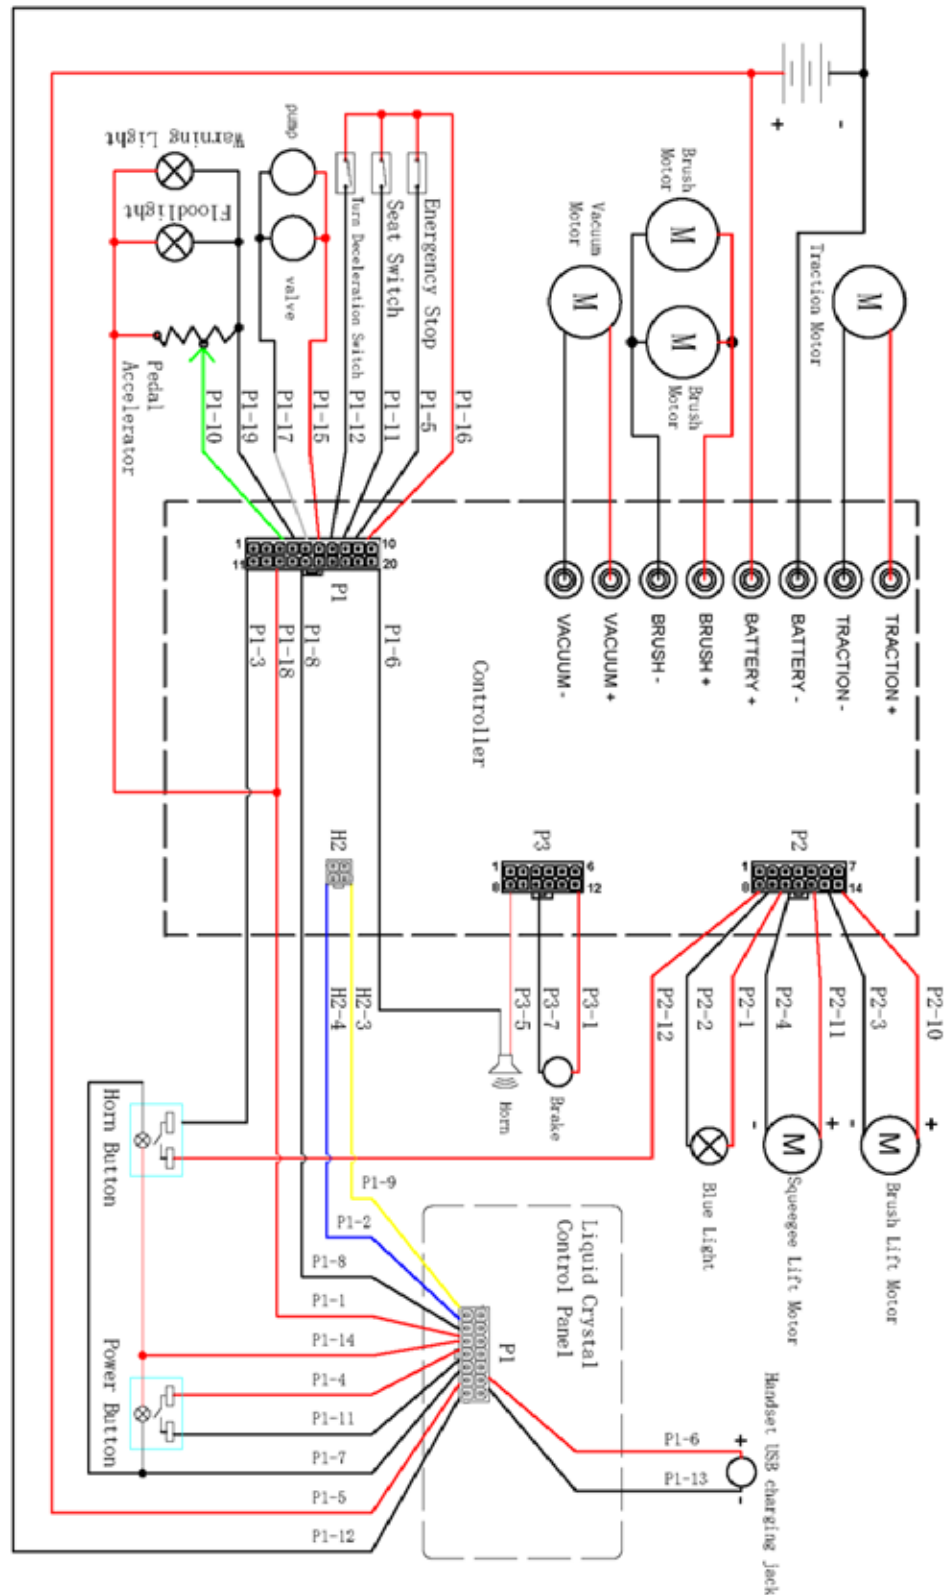 +
-
Warning Light
pump
Floodlight
valve
Turn Deceleration Switch
Seat Switch
Emergency Stop
Vacuum
Motor
Brush
Motor
M
M
M
Brush
Motor
Traction Motor
M
Pedal
Accelerator
P1-10
P1-19
P1-17
P1-15
P1-12
P1-11
P1-5
P1-16
1
10
11
20
P1
P1-3
P1-18
P1-8
P1-6
VACUUM -
VACUUM +
BRUSH -
BRUSH +
BATTERY +
BATTERY -
TRACTION -
TRACTION +
Controller
H2
P3
1
6
8
12
P2
1
7
8
14
H2-4
H2-3
P3-5
P3-7
P3-1
P2-12
P2-2
P2-1
P2-4
P2-11
P2-3
P2-10
Horn
Brake
-
M
+
-
M
+
Blue Light
Squeegee Lift Motor
Brush Lift Motor
Horn Button
Power Button
P1-9
P1-2
P1-8
P1-1
P1-14
P1-4
P1-11
P1-7
P1-5
P1-12
Liquid Crystal
Control Panel
P1
P1-6
P1-13
+
-
Handset USB charging jack